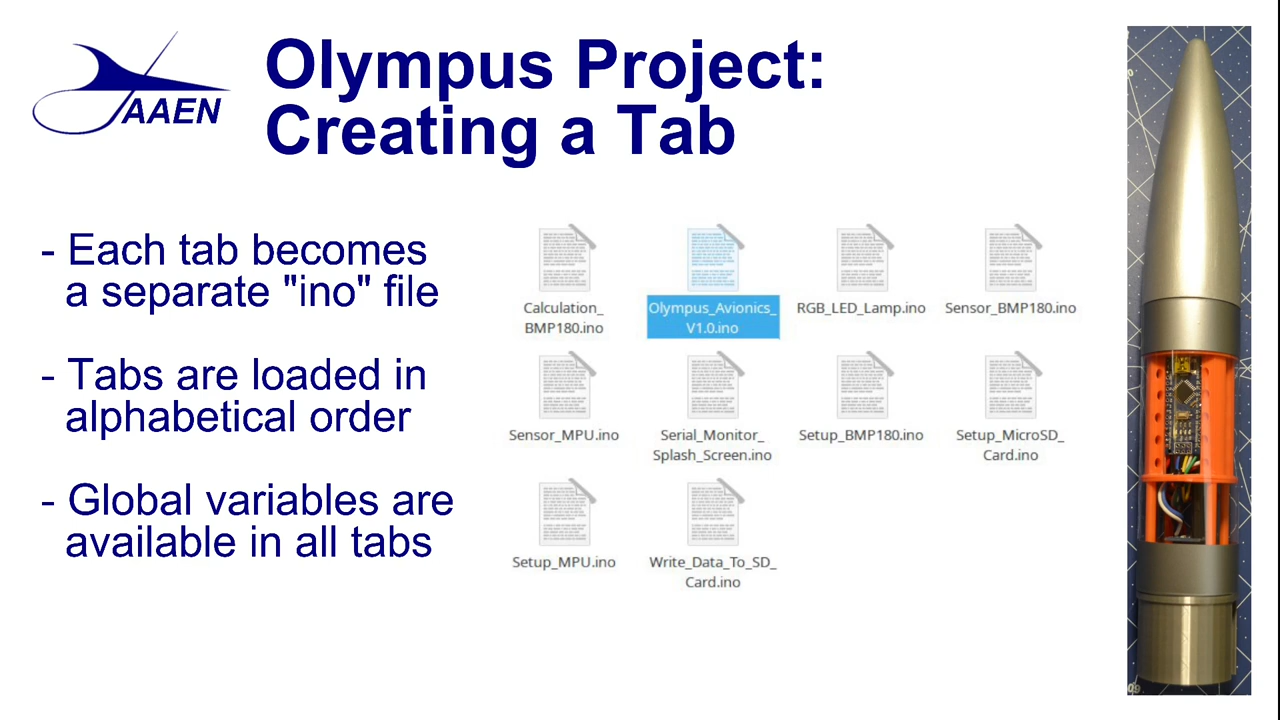 AAEN
Olympus Project:
Creating a Tab
- Each tab becomes
a separate "ino" file
- Tabs are loaded in
alphabetical order
- Global variables are
available in all tabs
Calculation_
BMP180.ino
Olympus_Avionics_
V1.0.ino
RGB_LED_Lamp.ino
Sensor_BMP180.ino
Sensor_MPU.ino
Serial_Monitor_
Splash_Screen.ino
Setup_BMP180.ino
Setup_MicroSD_
Card.ino
Setup_MPU.ino
Write_Data_To_SD_
Card.ino